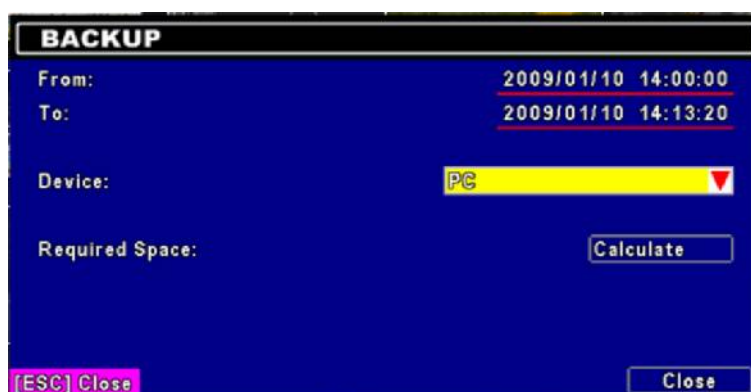 BACKUP
From: 2009/01/10 14:00:00
To: 2009/01/10 14:13:20
Device: PC
Required Space: Calculate
[ESC] Close Close